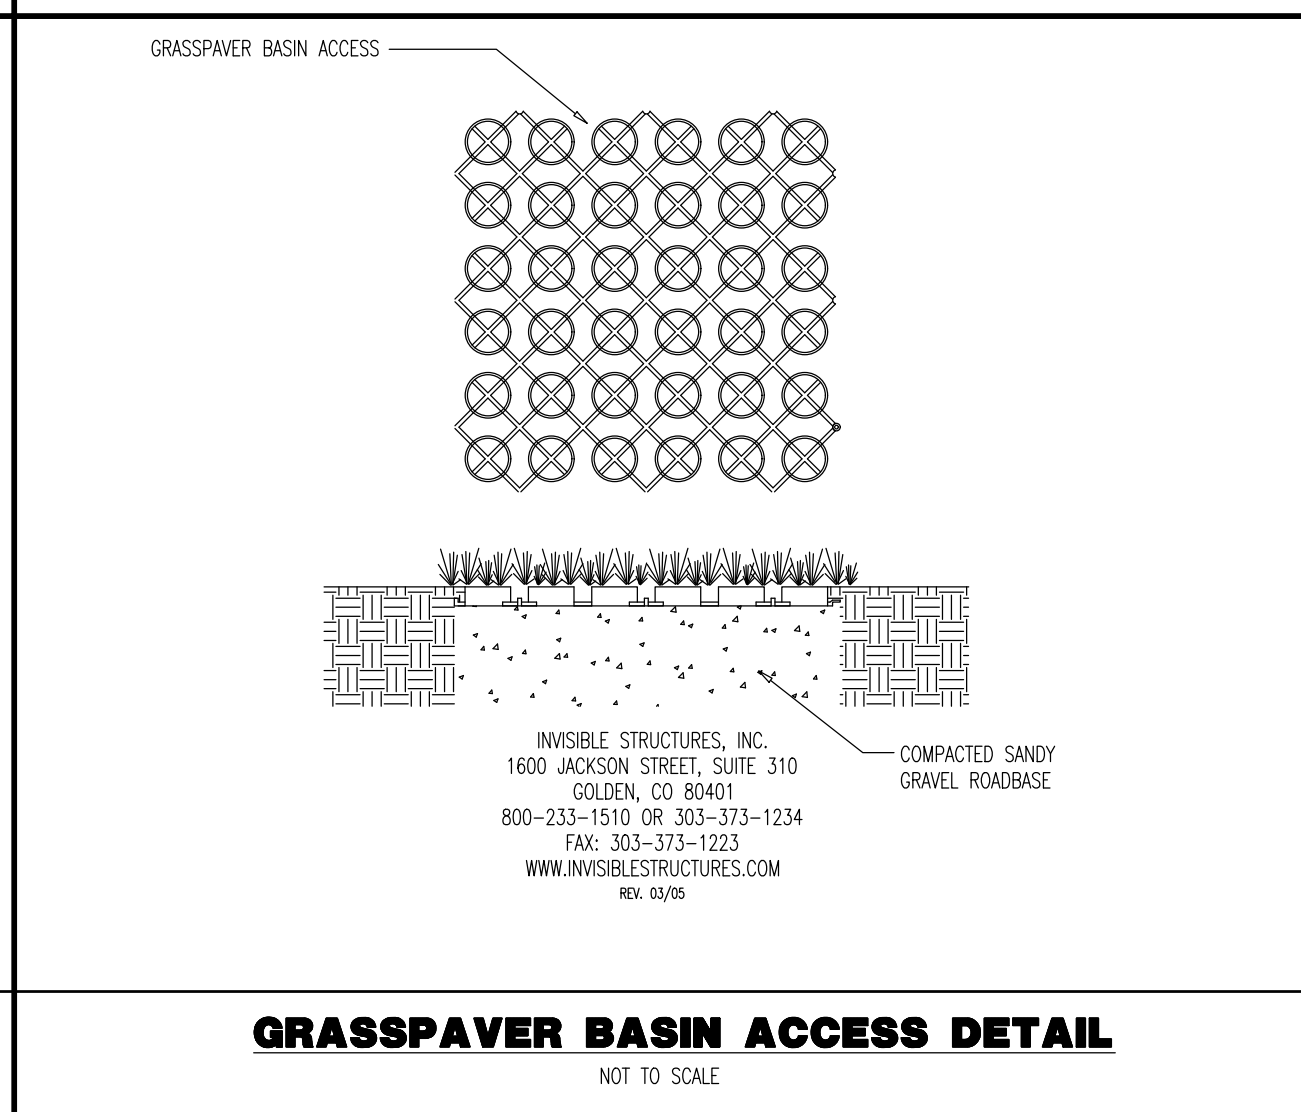 GRASSPAVER BASIN ACCESS
INVISIBLE STRUCTURES, INC.
1600 JACKSON STREET, SUITE 310
GOLDEN, CO 80401
800-233-1510 OR 303-373-1234
FAX: 303-373-1223
WWW.INVISIBLESTRUCTURES.COM
REV. 03/05
COMPACTED SANDY
GRAVEL ROADBASE
GRASSPAVER BASIN ACCESS DETAIL
NOT TO SCALE